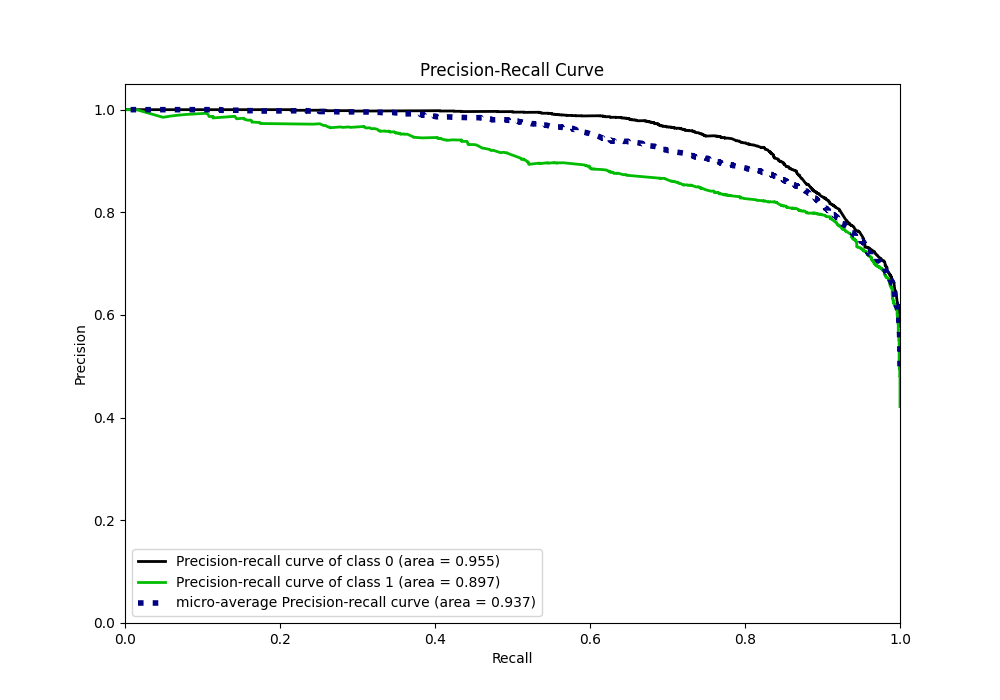 Precision-Recall Curve
1.0
0.8
0.6
0.4
0.2
0.0
Precision
Precision-recall curve of class 0 (area = 0.955)
Precision-recall curve of class 1 (area = 0.897)
micro-average Precision-recall curve (area = 0.937)
0.0 0.2 0.4 0.6 0.8 1.0
Recall